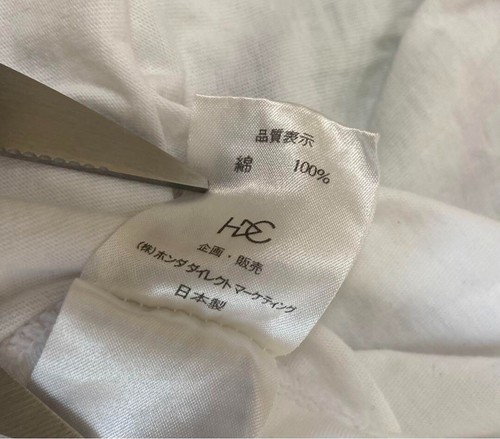 品質表示
綿 100%
HDC
企画・販売
(株)ホンダダイレクトマーケティング
日本製